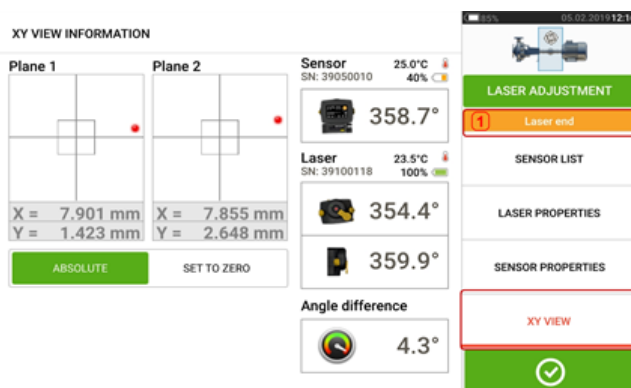 85% 05.02.2019 12:1
XY VIEW INFORMATION
Plane 1
Plane 2
X = 7.901 mm
Y = 1.423 mm
X = 7.855 mm
Y = 2.648 mm
ABSOLUTE
SET TO ZERO
Sensor 25.0°C
SN: 39050010 40%
358.7°
Laser 23.5°C
SN: 39100118 100%
354.4°
359.9°
Angle difference
4.3°
LASER ADJUSTMENT
1 Laser end
SENSOR LIST
LASER PROPERTIES
SENSOR PROPERTIES
XY VIEW